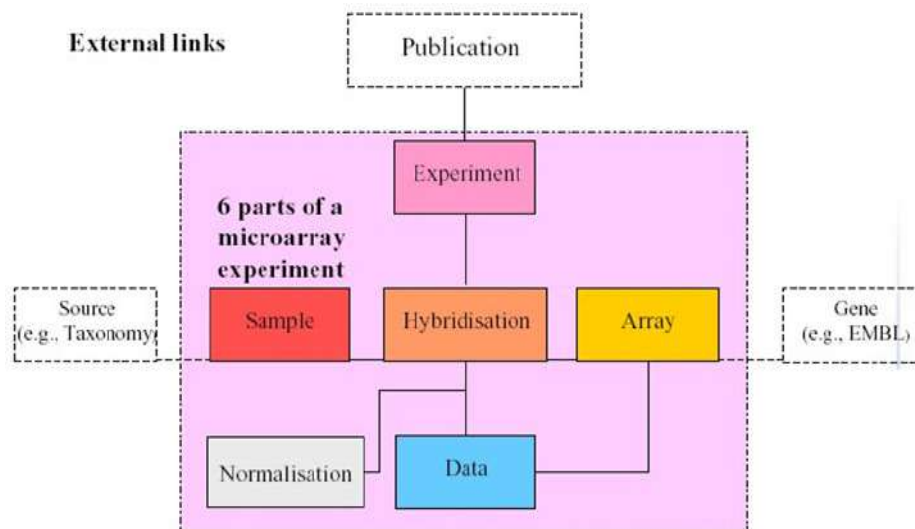 External links
Publication
Experiment
6 parts of a
microarray
experiment
Source
(e.g., Taxonomy)
Sample
Hybridisation
Array
Gene
(e.g., EMBL)
Normalisation
Data